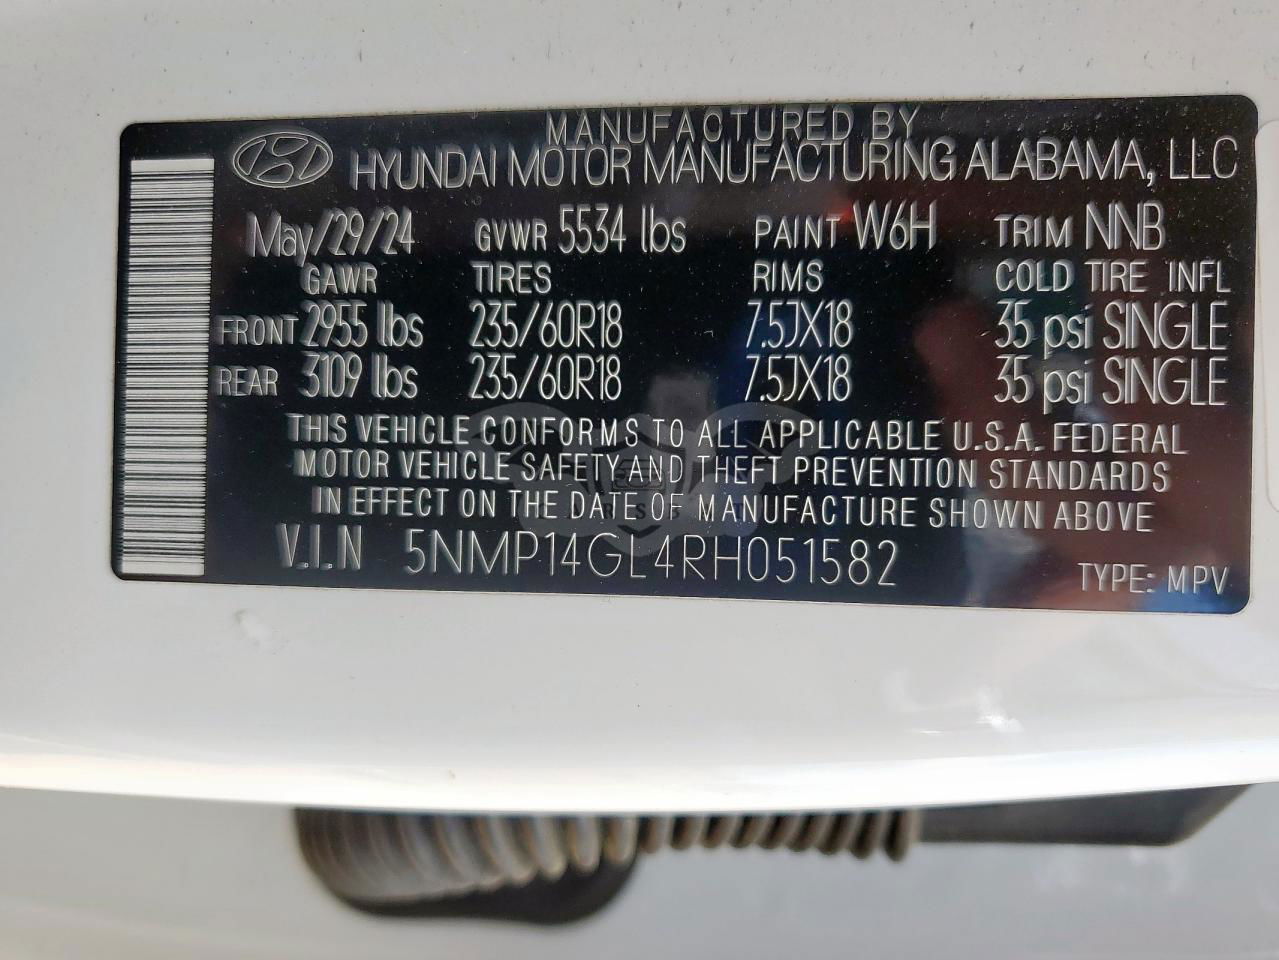 MANUFACTURED BY
HYUNDAI MOTOR MANUFACTURING ALABAMA, LLC
May/29/24 GVWR 5534 lbs PAINT W6H TRIM NNB
GAWR TIRES RIMS COLD TIRE INFL
FRONT 2955 lbs 235/60R18 7.5JX18 35 psi SINGLE
REAR 3109 lbs 235/60R18 7.5JX18 35 psi SINGLE
THIS VEHICLE CONFORMS TO ALL APPLICABLE U.S.A. FEDERAL
MOTOR VEHICLE SAFETY AND THEFT PREVENTION STANDARDS
IN EFFECT ON THE DATE OF MANUFACTURE SHOWN ABOVE
V.I.N 5NMP14GL4RH051582
TYPE: MPV